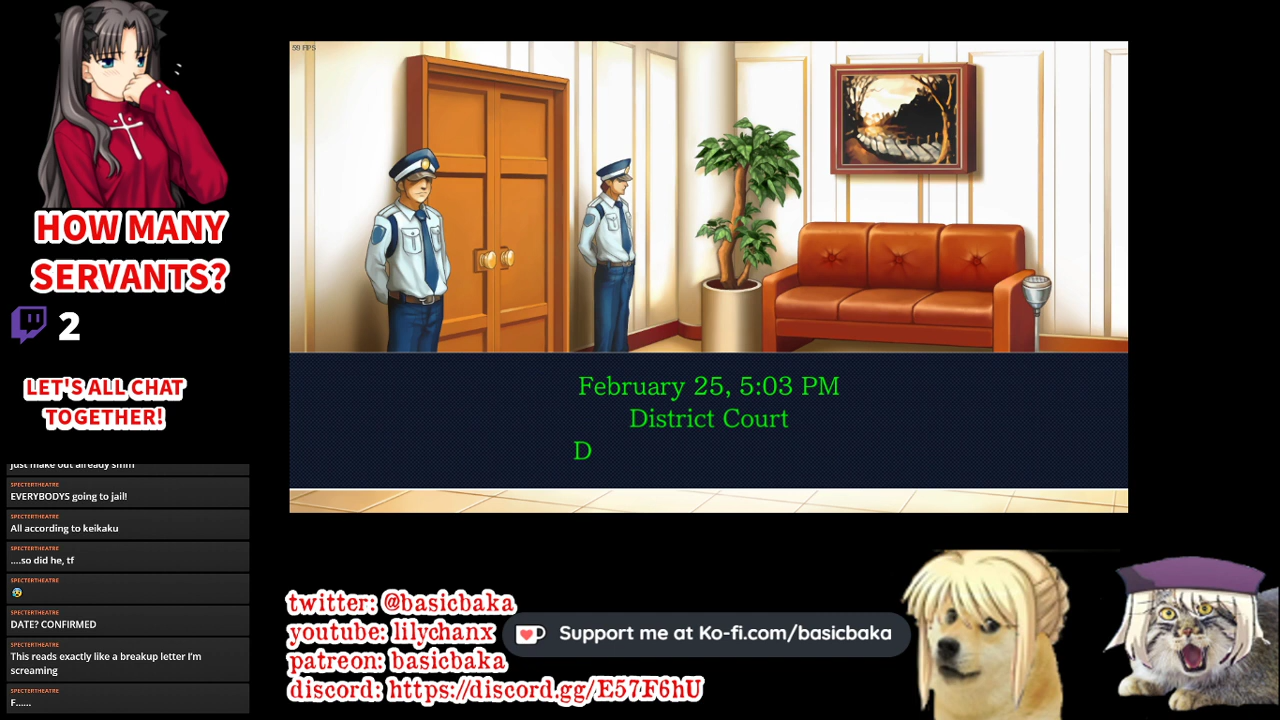 HOW MANY
SERVANTS?
2
LET'S ALL CHAT
TOGETHER!
just make out already smh
SPECTERTHEATRE
EVERYBODYS going to jail!
SPECTERTHEATRE
All according to keikaku
SPECTERTHEATRE
....so did he, tf
SPECTERTHEATRE
😰
SPECTERTHEATRE
DATE? CONFIRMED
SPECTERTHEATRE
This reads exactly like a breakup letter I'm
screaming
SPECTERTHEATRE
F......
59 FPS
February 25, 5:03 PM
District Court
D
twitter: @basicbaka
youtube: lilychanx
patreon: basicbaka
discord: https://discord.gg/E57F6hU
Support me at Ko-fi.com/basicbaka